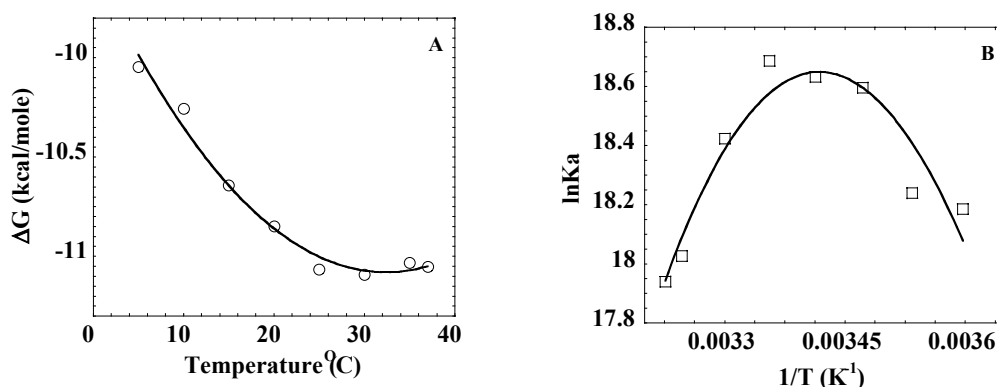 A
-10
-10.5
-11
ΔG (kcal/mole)
0 10 20 30 40
Temperature (OC)
B
18.8
18.6
18.4
18.2
18
17.8
lnKa
0.0033 0.00345 0.0036
1/T (K-1)